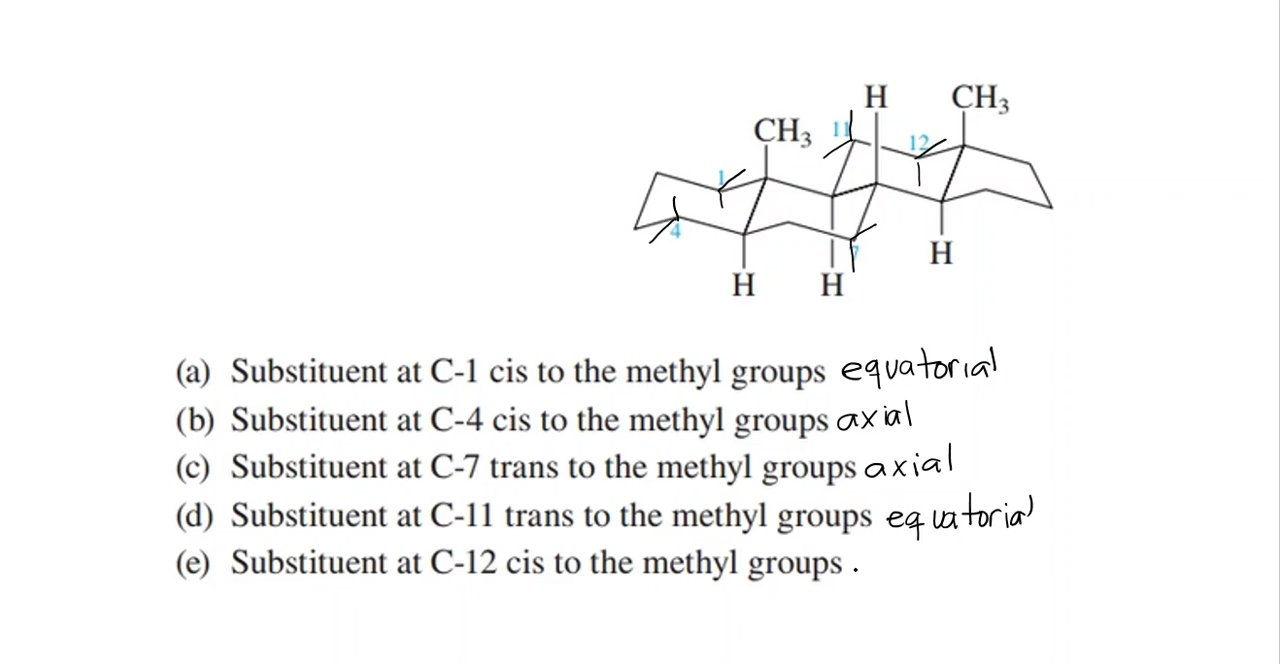 H CH3
CH3 11
12
1
4
7
H
H H
(a) Substituent at C-1 cis to the methyl groups equatorial
(b) Substituent at C-4 cis to the methyl groups axial
(c) Substituent at C-7 trans to the methyl groups axial
(d) Substituent at C-11 trans to the methyl groups equatorial
(e) Substituent at C-12 cis to the methyl groups .